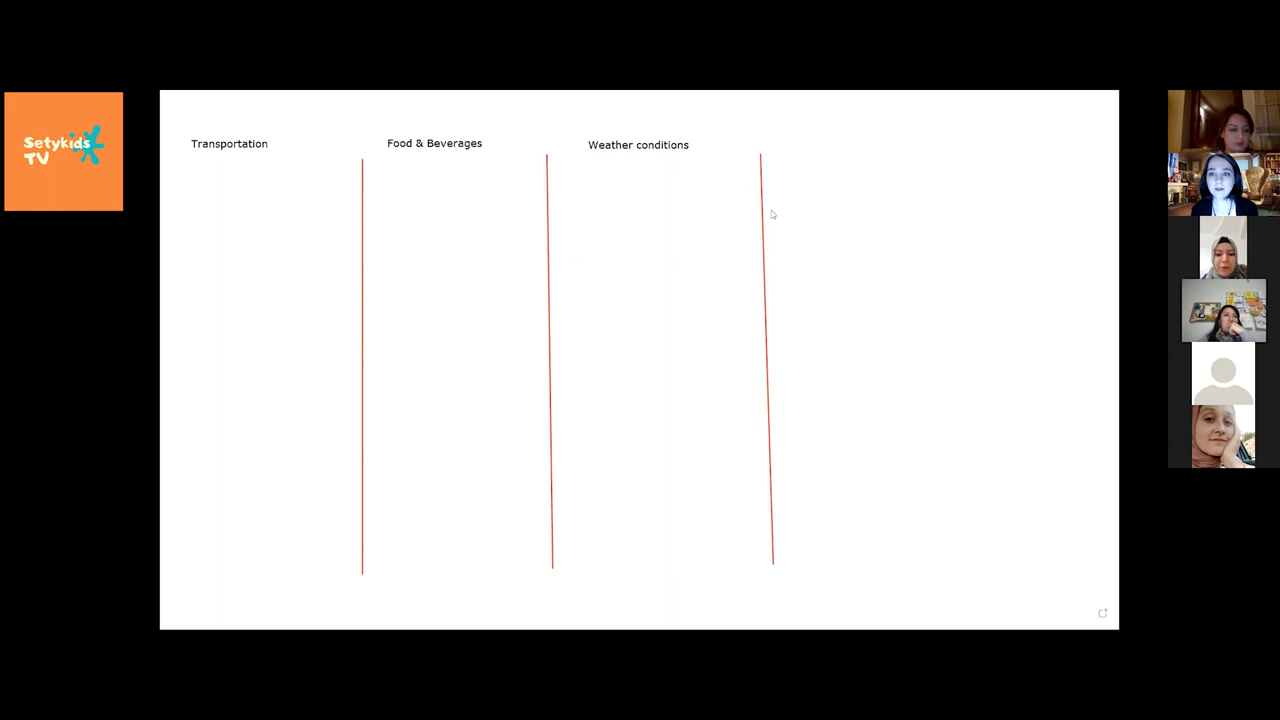 Setykids
TV
Transportation
Food & Beverages
Weather conditions